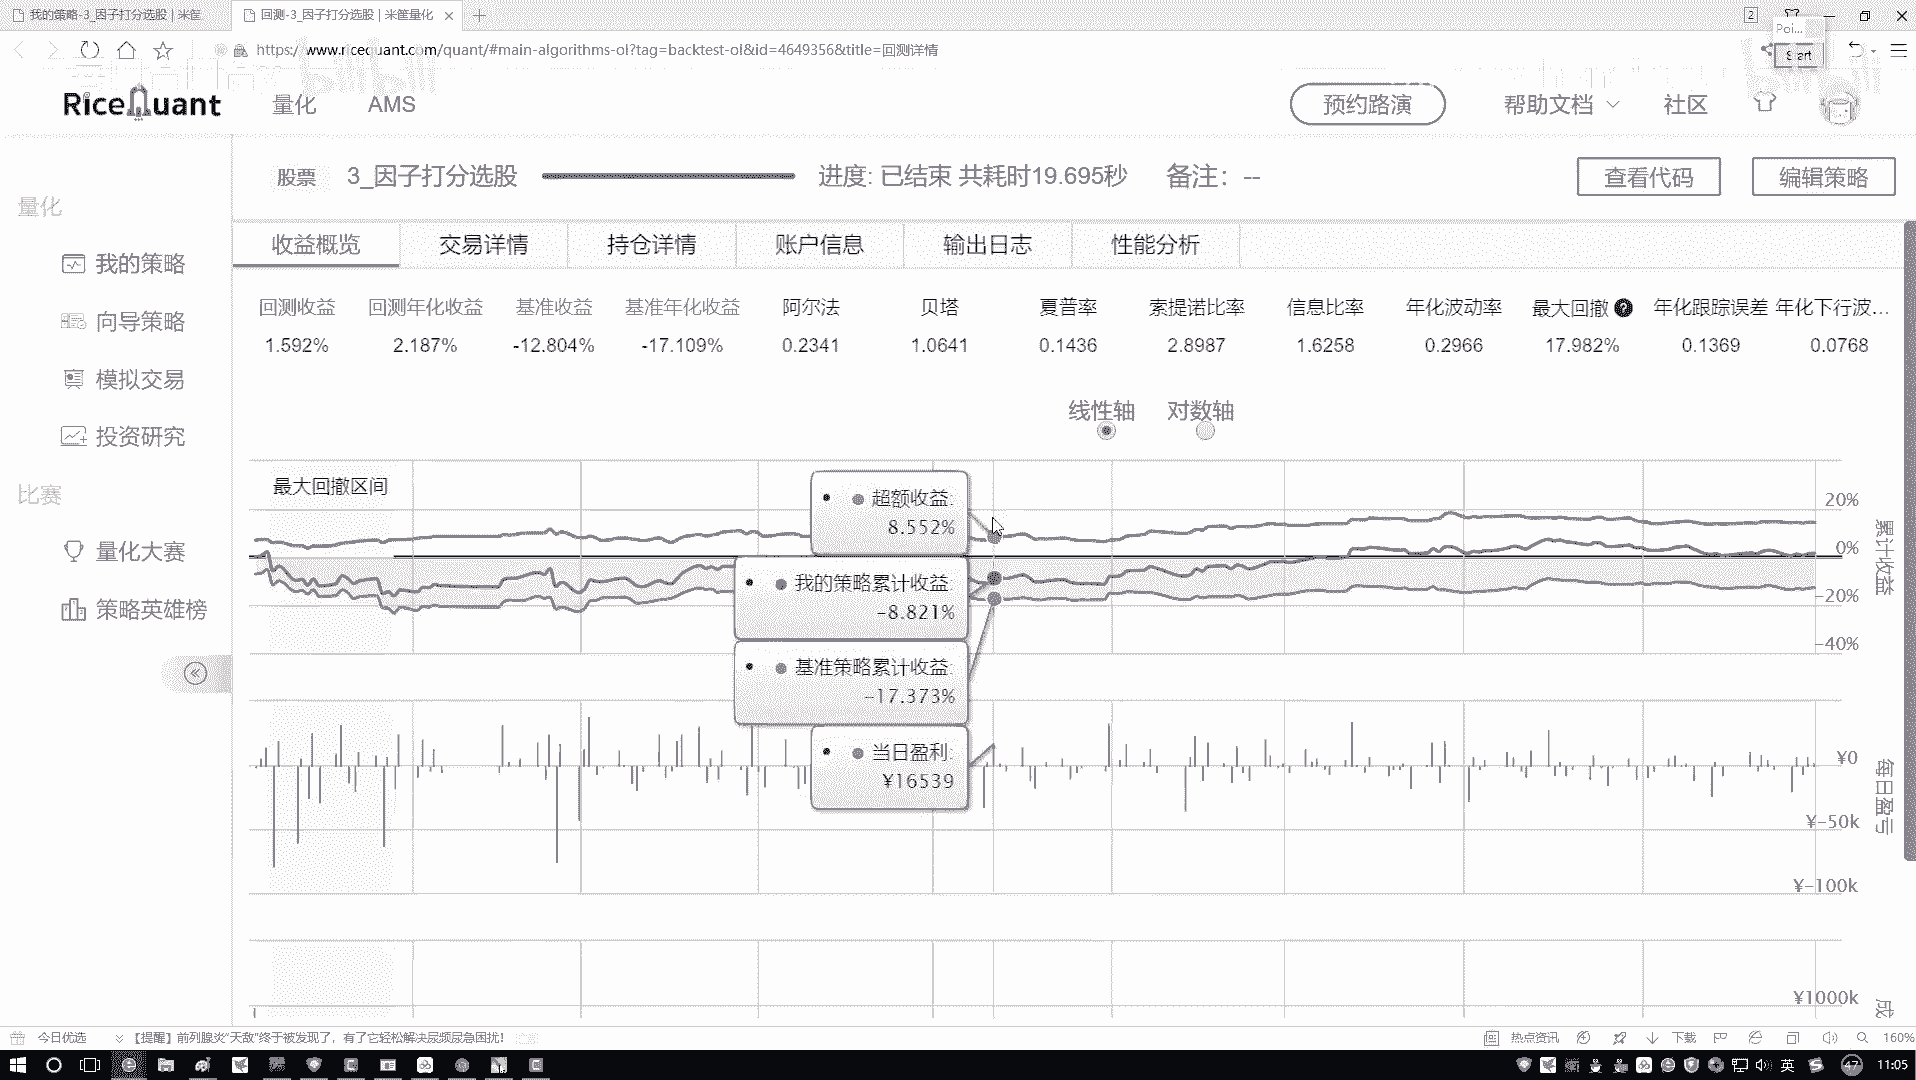 我的策略-3_因子打分选股 | 米筐
回测-3_因子打分选股 | 米筐量化
2
https://www.ricequant.com/quant/#main-algorithms-ol?tag=backtest-ol&id=4649356&title=回测详情
Poi...
Start
RiceQuant
量化
AMS
预约路演
帮助文档
社区
股票
3_因子打分选股
进度: 已结束 共耗时19.695秒
备注: --
查看代码
编辑策略
量化
我的策略
向导策略
模拟交易
投资研究
比赛
量化大赛
策略英雄榜
收益概览 交易详情 持仓详情 账户信息 输出日志 性能分析
回测收益 回测年化收益 基准收益 基准年化收益 阿尔法 贝塔 夏普率 索提诺比率 信息比率 年化波动率 最大回撤 年化跟踪误差 年化下行波...
1.592% 2.187% -12.804% -17.109% 0.2341 1.0641 0.1436 2.8987 1.6258 0.2966 17.982% 0.1369 0.0768
线性轴 对数轴
最大回撤区间
超额收益:
8.552%
我的策略累计收益:
-8.821%
基准策略累计收益:
-17.373%
当日盈利:
¥16539
20%
0%
-20%
-40%
累计收益
¥0
¥-50k
¥-100k
每日盈亏
¥1000k
成
今日优选
【提醒】前列腺炎"天敌"终于被发现了，有了它轻松解决尿频尿急困扰！
热点资讯
下载
160%
英
47
11:05